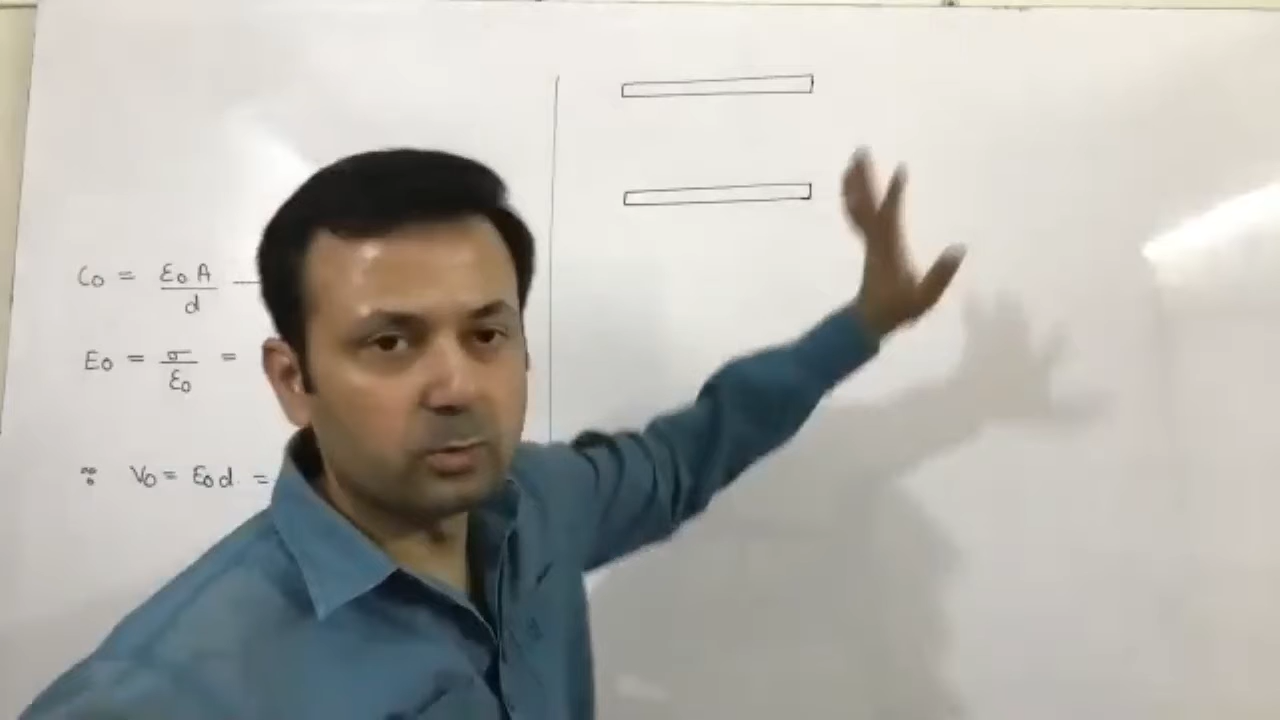 C₀ = ε₀A / d —
E₀ = σ / ε₀ =
∵ V₀ = E₀d =